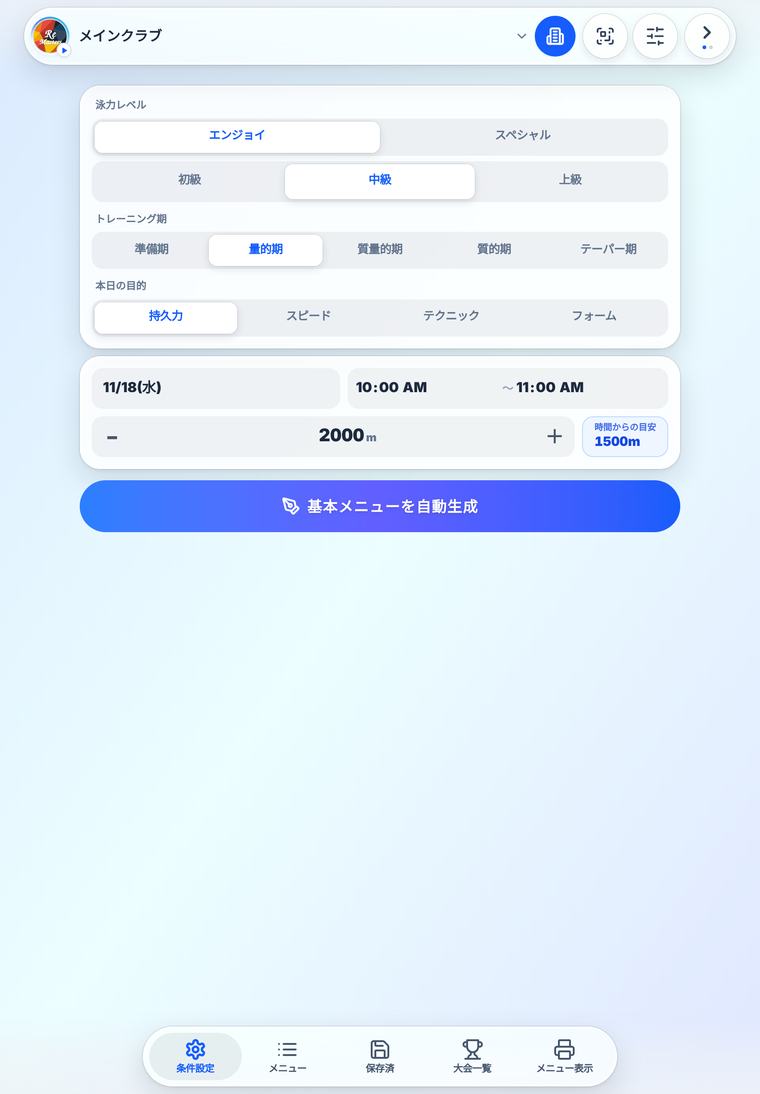 メインクラブ
泳力レベル
エンジョイ スペシャル
初級 中級 上級
トレーニング期
準備期 量的期 質量的期 質的期 テーパー期
本日の目的
持久力 スピード テクニック フォーム
11/18(水) 10:00 AM ～ 11:00 AM
− 2000m + 時間からの目安
1500m
基本メニューを自動生成
条件設定 メニュー 保存済 大会一覧 メニュー表示